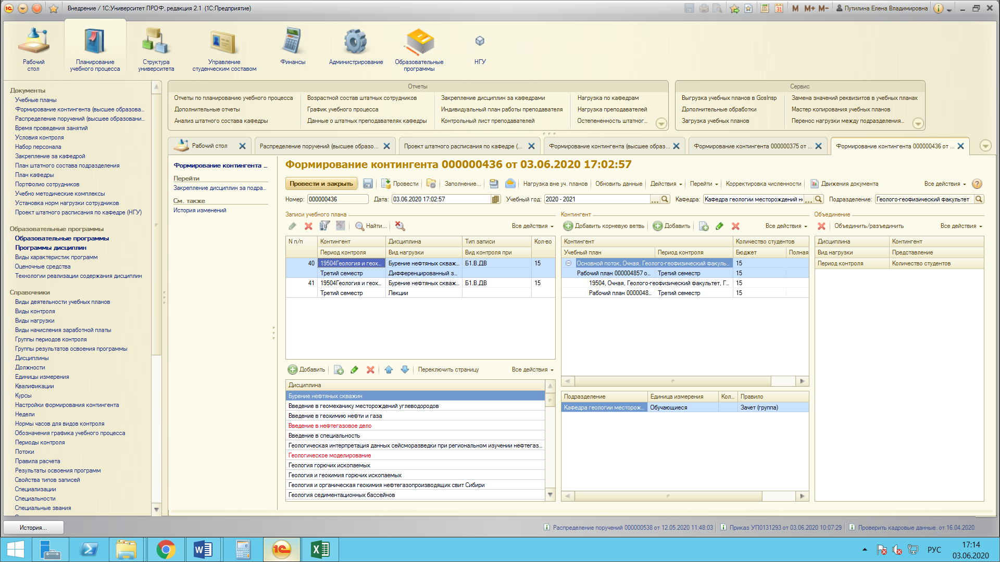 Внедрение / 1С:Университет ПРОФ, редакция 2.1 (1С:Предприятие)
M M+ M- Путилина Елена Владимировна
Рабочий стол
Планирование учебного процесса
Структура университета
Управление студенческим составом
Финансы
Администрирование
Образовательные программы
НГУ
Документы
Учебные планы
Формирование контингента (высшее образова...
Распределение поручений (высшее образовани...
Время проведения занятий
Условия контроля
Набор персонала
Закрепление за кафедрой
План штатного состава подразделения
План кафедры
Портфолио сотрудников
Учебно методические комплексы
Установка норм нагрузки сотрудников
Проект штатного расписания по кафедре (НГУ)
Образовательные программы
Образовательные программы
Программы дисциплин
Виды характеристик программ
Оценочные средства
Технологии реализации содержания дисциплин
Справочники
Виды деятельности учебных планов
Виды контроля
Виды нагрузки
Виды начисления заработной платы
Группы периодов контроля
Группы результатов освоения программы
Дисциплины
Должности
Единицы измерения
Квалификации
Курсы
Настройки формирования контингента
Недели
Нормы часов для видов контроля
Обозначения графика учебного процесса
Периоды контроля
Потоки
Правила расчета
Результаты освоения программ
Свойства типов записей
Специализации
Специальности
Специальные звания
Отчеты
Отчеты по планированию учебного процесса
Дополнительные отчеты
Анализ штатного состава кафедры
Возрастной состав штатных сотрудников
График учебного процесса
Данные о штатных преподавателях кафедры
Закрепление дисциплин за кафедрами
Индивидуальный план работы преподавателя
Контрольный лист преподавателей
Нагрузка по кафедрам
Нагрузка преподавателей
Остепененность штатног...
Сервис
Выгрузка учебных планов в GosInsp
Дополнительные обработки
Загрузка учебных планов
Замена значений реквизитов в учебных планах
Мастер копирования учебных планов
Перенос нагрузки между подразделения...
Рабочий стол
Распределение поручений (высшее образо...
Проект штатного расписания по кафедре (...
Формирование контингента (высшее образ...
Формирование контингента 000000375 от ...
Формирование контингента 000000436 от ...
Формирование контингента ...
Перейти
Закрепление дисциплин за подра...
См. также
История изменений
Формирование контингента 000000436 от 03.06.2020 17:02:57
Провести и закрыть Провести Заполнение... Нагрузка вне уч. планов Обновить данные Действия Перейти Корректировка численности Движения документа Все действия
Номер: 000000436 Дата: 03.06.2020 17:02:57 Учебный год: 2020 - 2021 Кафедра: Кафедра геологии месторождений не Подразделение: Геолого-геофизический факультет
Записи учебного плана
Найти... Все действия
N п/п Контингент Дисциплина Тип записи Кол-во
Период контроля Вид нагрузки Вид контроля при
40 19504Геология и геох... Бурение нефтяных скваж... Б1.В.ДВ 15
Третий семестр Дифференцированный з...
41 19504Геология и геох... Бурение нефтяных скваж... Б1.В.ДВ 15
Третий семестр Лекции
Добавить Переключить страницу Все действия
Дисциплина
Бурение нефтяных скважин
Введение в геомеханику месторождений углеводородов
Введение в геохимию нефти и газа
Введение в нефтегазовое дело
Введение в специальность
Геологическая интерпретация данных сейсморазведки при региональном изучении нефтегаз...
Геологическое моделирование
Геология горючих ископаемых
Геология и геохимия горючих ископаемых
Геология и органическая геохимия нефтегазопроизводящих свит Сибири
Геология седиментационных бассейнов
Контингент
Добавить корневую ветвь Добавить Все действия
Контингент Количество студентов
Учебный план Период контроля Бюджет Полная
Основной поток, Очная, Геолого-геофизический факуль... 15
Рабочий план 000004857 о... Третий семестр 15
19504, Очная, Геолого-геофизический факультет, Г... 15
Рабочий план 0000048... Третий семестр 15
Подразделение Единица измерения Кол... Правило
Кафедра геологии месторож... Обучающиеся Зачет (группа)
Объединение
Объединить/разъединить Все действия
Дисциплина Контингент
Вид нагрузки Представление
Период контроля Количество студентов
История...
Распределение поручений 000000538 от 12.05.2020 11:48:03
Приказ УП0131293 от 03.06.2020 10:07:29
Проверить кадровые данные. от 16.04.2020
РУС
17:14
03.06.2020